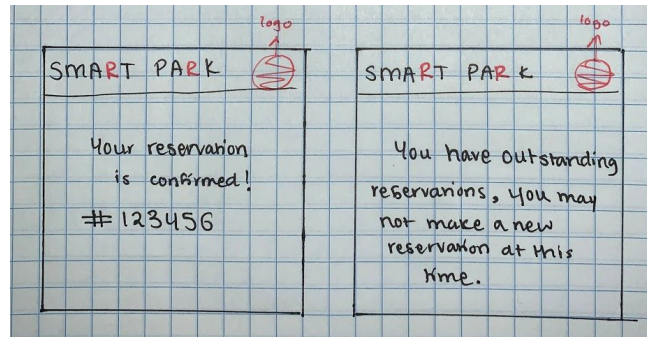 logo
SMART PARK
Your reservation
is confirmed!
#123456
logo
SMART PARK
You have outstanding
reservations, you may
not make a new
reservation at this
time.